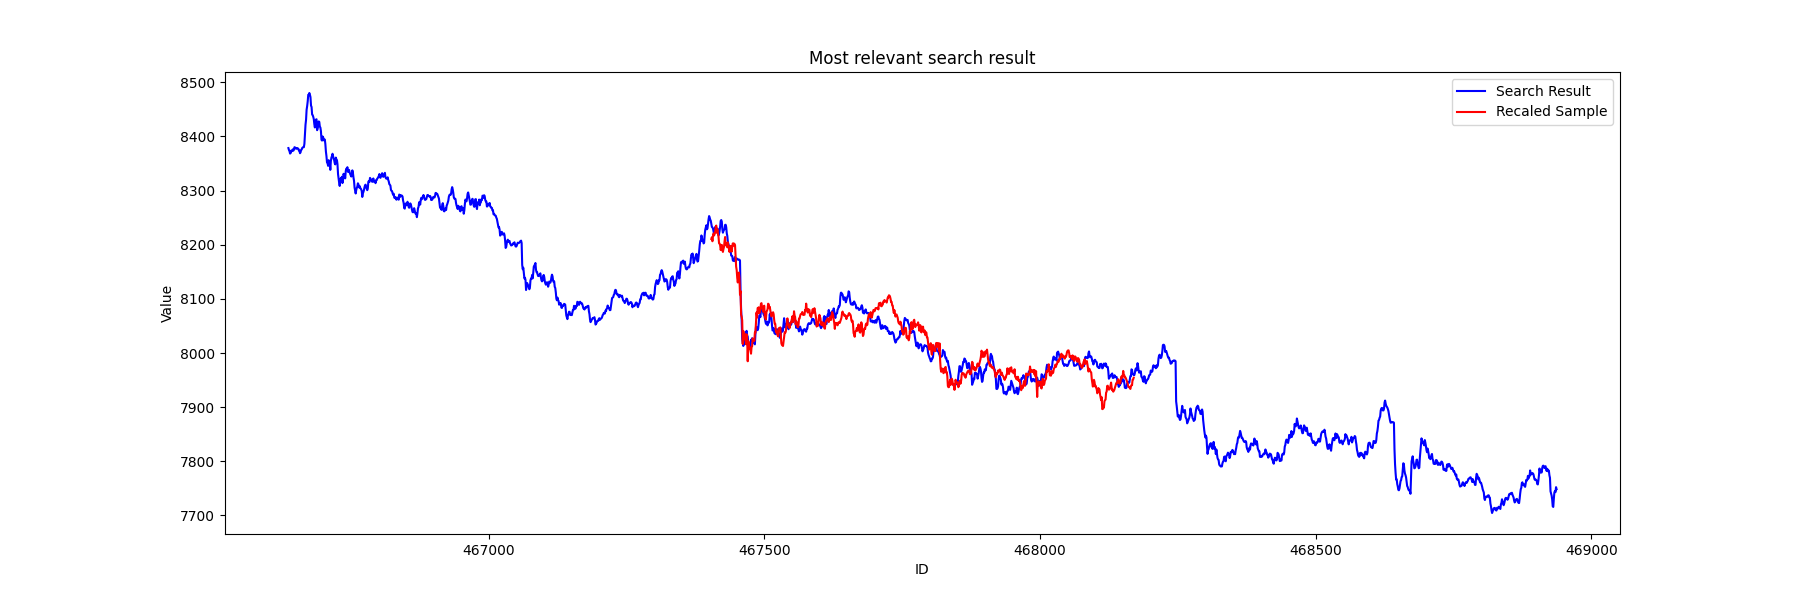 Most relevant search result
Search Result
Recaled Sample
Value
8500
8400
8300
8200
8100
8000
7900
7800
7700
467000
467500
468000
468500
469000
ID